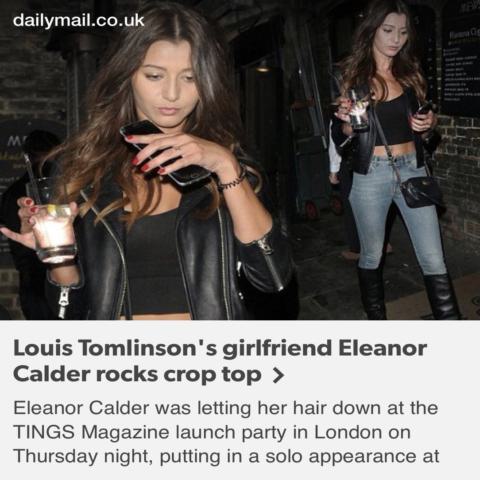 dailymail.co.uk
Louis Tomlinson's girlfriend Eleanor
Calder rocks crop top >
Eleanor Calder was letting her hair down at the
TINGS Magazine launch party in London on
Thursday night, putting in a solo appearance at